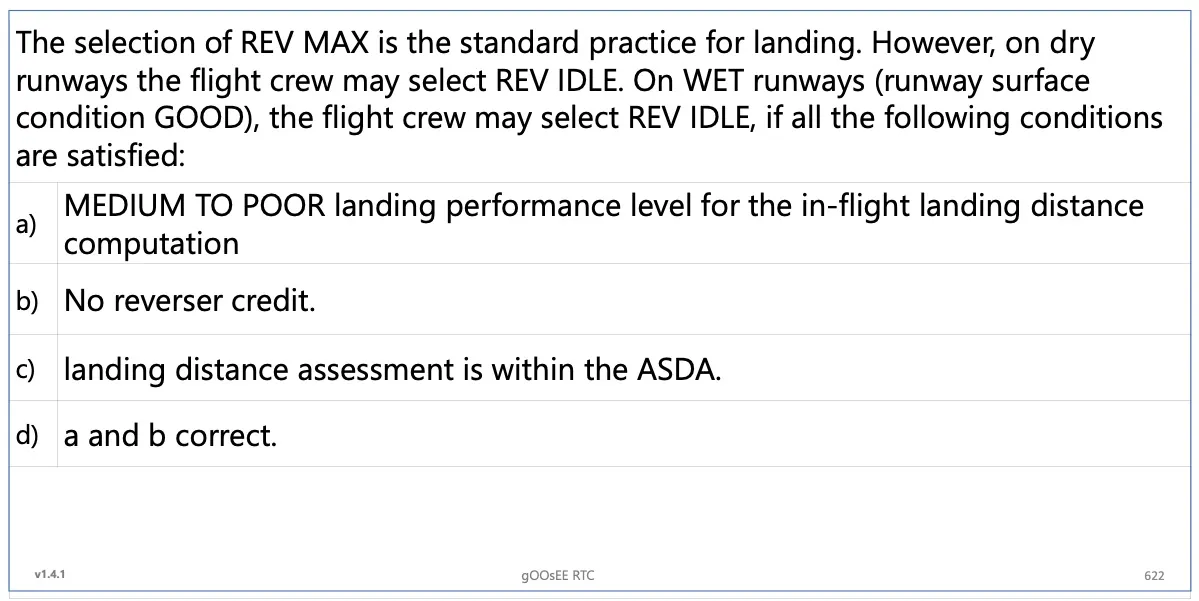 The selection of REV MAX is the standard practice for landing. However, on dry
runways the flight crew may select REV IDLE. On WET runways (runway surface
condition GOOD), the flight crew may select REV IDLE, if all the following conditions
are satisfied:
a) MEDIUM TO POOR landing performance level for the in-flight landing distance
computation
b) No reverser credit.
c) landing distance assessment is within the ASDA.
d) a and b correct.
v1.4.1 gOOsEE RTC 622